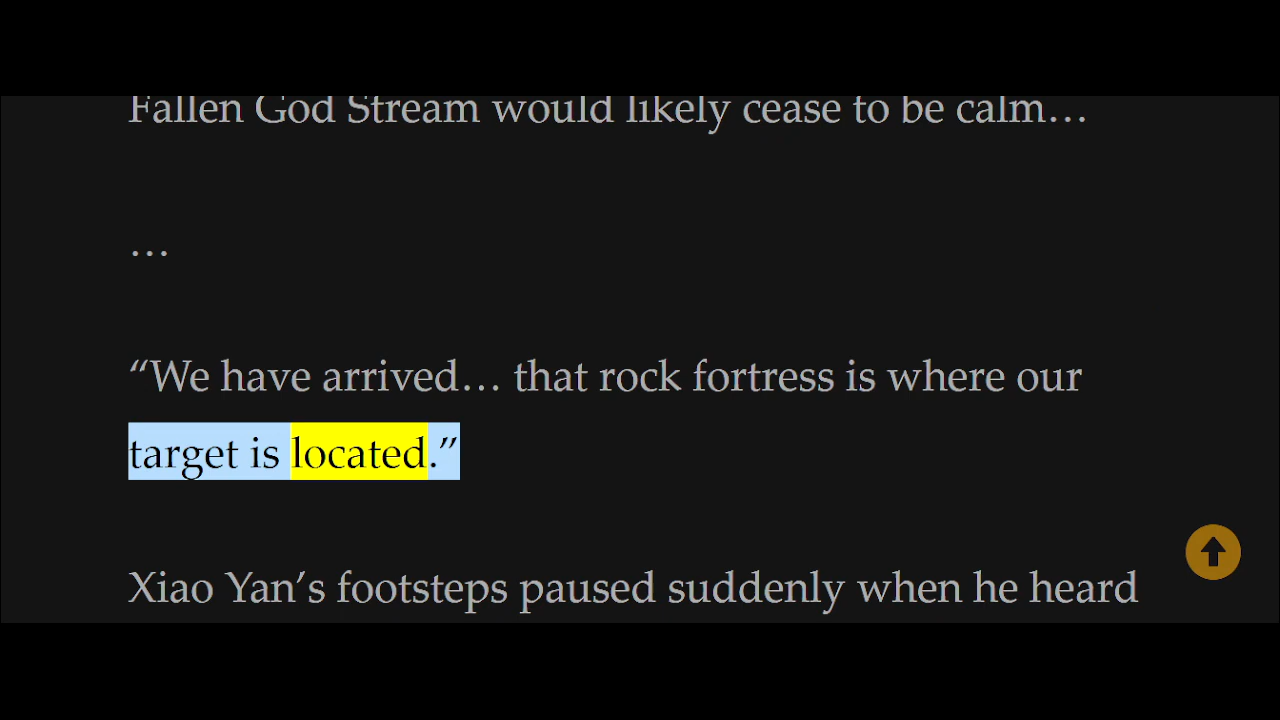 Fallen God Stream would likely cease to be calm…
…
“We have arrived… that rock fortress is where our
target is located.”
Xiao Yan’s footsteps paused suddenly when he heard